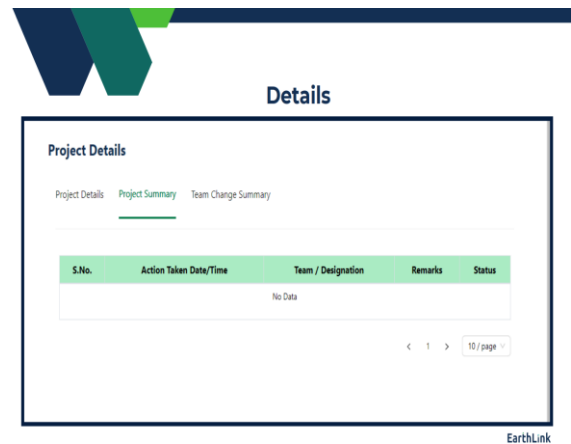 Details
Project Details
Project Details Project Summary Team Change Summary
S.No. Action Taken Date/Time Team / Designation Remarks Status
No Data
< 1 > 10 / page
EarthLink